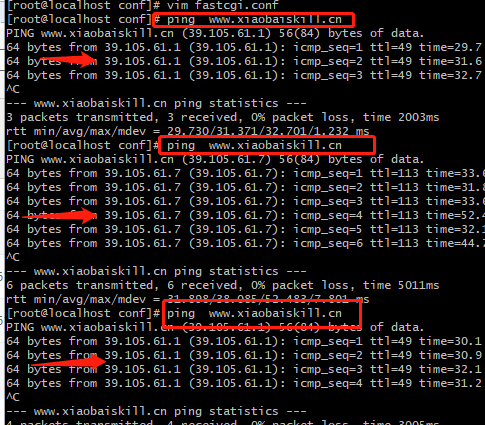 [root@localhost conf]# vim fastcgi.conf
[root@localhost conf]# ping www.xiaobaiskill.cn
PING www.xiaobaiskill.cn (39.105.61.1) 56(84) bytes of data.
64 bytes from 39.105.61.1 (39.105.61.1): icmp_seq=1 ttl=49 time=29.7
64 bytes from 39.105.61.1 (39.105.61.1): icmp_seq=2 ttl=49 time=31.6
64 bytes from 39.105.61.1 (39.105.61.1): icmp_seq=3 ttl=49 time=32.7
^C
--- www.xiaobaiskill.cn ping statistics ---
3 packets transmitted, 3 received, 0% packet loss, time 2003ms
rtt min/avg/max/mdev = 29.730/31.371/32.701/1.232 ms
[root@localhost conf]# ping www.xiaobaiskill.cn
PING www.xiaobaiskill.cn (39.105.61.7) 56(84) bytes of data.
64 bytes from 39.105.61.7 (39.105.61.7): icmp_seq=1 ttl=113 time=33.6
64 bytes from 39.105.61.7 (39.105.61.7): icmp_seq=2 ttl=113 time=31.8
64 bytes from 39.105.61.7 (39.105.61.7): icmp_seq=3 ttl=113 time=33.6
64 bytes from 39.105.61.7 (39.105.61.7): icmp_seq=4 ttl=113 time=52.4
64 bytes from 39.105.61.7 (39.105.61.7): icmp_seq=5 ttl=113 time=32.1
64 bytes from 39.105.61.7 (39.105.61.7): icmp_seq=6 ttl=113 time=44.7
^C
--- www.xiaobaiskill.cn ping statistics ---
6 packets transmitted, 6 received, 0% packet loss, time 5011ms
rtt min/avg/max/mdev = 31.898/38.085/52.483/7.801 ms
[root@localhost conf]# ping www.xiaobaiskill.cn
PING www.xiaobaiskill.cn (39.105.61.1) 56(84) bytes of data.
64 bytes from 39.105.61.1 (39.105.61.1): icmp_seq=1 ttl=49 time=30.1
64 bytes from 39.105.61.1 (39.105.61.1): icmp_seq=2 ttl=49 time=30.9
64 bytes from 39.105.61.1 (39.105.61.1): icmp_seq=3 ttl=49 time=32.1
64 bytes from 39.105.61.1 (39.105.61.1): icmp_seq=4 ttl=49 time=31.2
^C
--- www.xiaobaiskill.cn ping statistics ---
4 packets transmitted, 4 received, 0% packet loss, time 3005ms